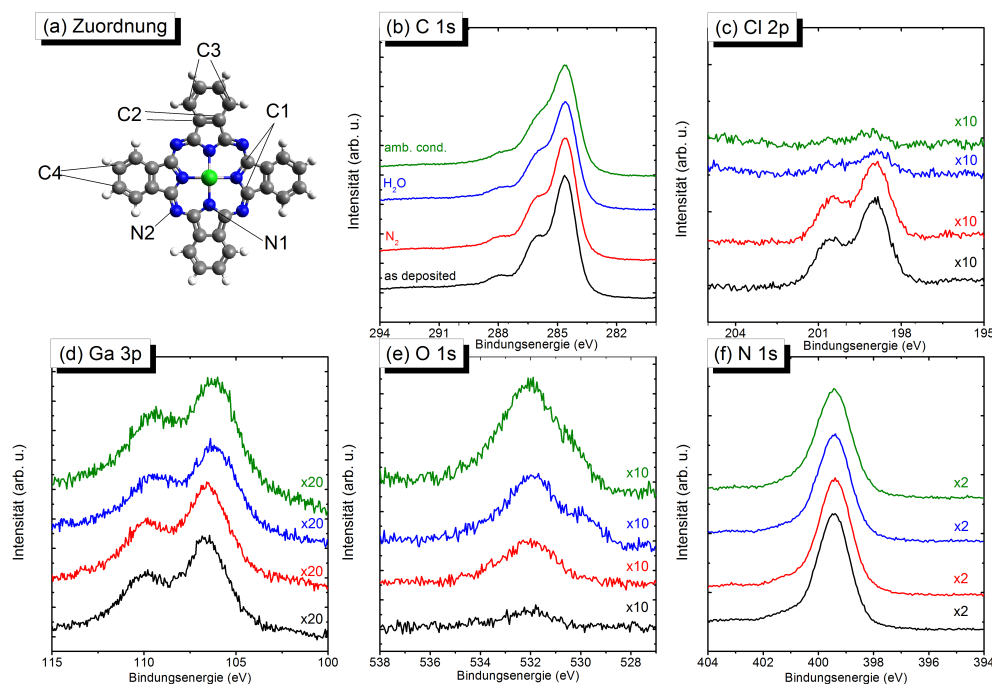 (a) Zuordnung
C3
C2
C1
C4
N2
N1
(b) C 1s
Intensität (arb. u.)
amb. cond.
H₂O
N₂
as deposited
294 291 288 285 282
Bindungsenergie (eV)
(c) Cl 2p
Intensität (arb. u.)
x10
x10
x10
x10
204 201 198 195
Bindungsenergie (eV)
(d) Ga 3p
Intensität (arb. u.)
x20
x20
x20
x20
115 110 105 100
Bindungsenergie (eV)
(e) O 1s
Intensität (arb. u.)
x10
x10
x10
x10
538 536 534 532 530 528
Bindungsenergie (eV)
(f) N 1s
Intensität (arb. u.)
x2
x2
x2
x2
404 402 400 398 396 394
Bindungsenergie (eV)